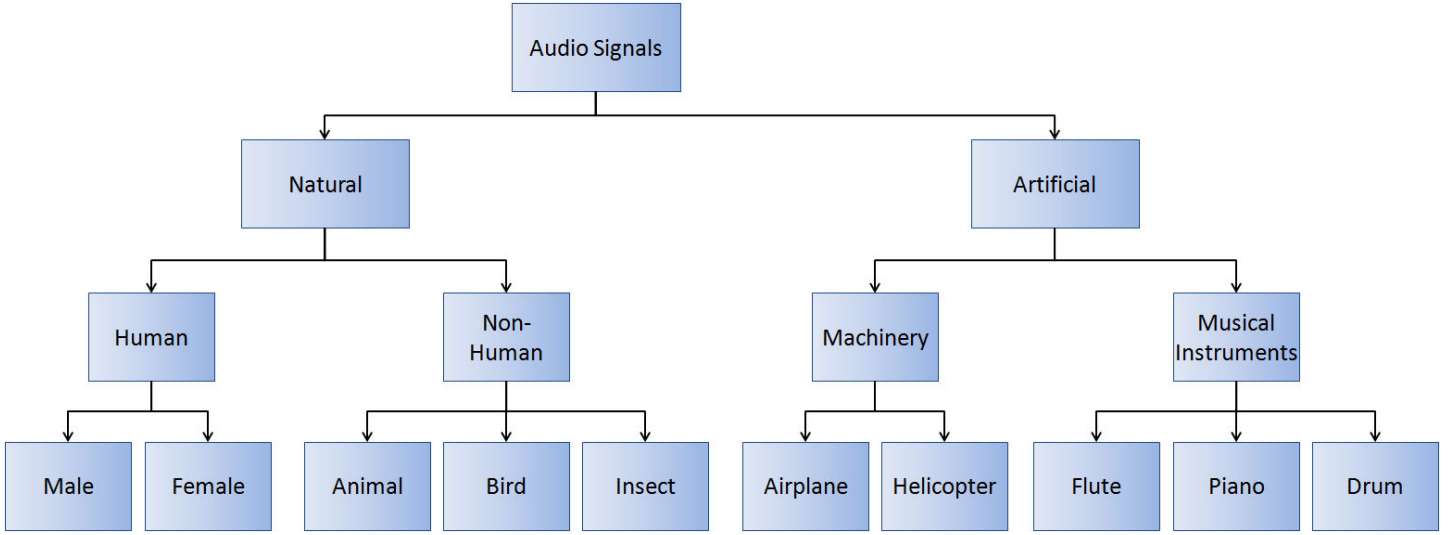 Audio Signals
Natural
Artificial
Human
Non-
Human
Machinery
Musical
Instruments
Male
Female
Animal
Bird
Insect
Airplane
Helicopter
Flute
Piano
Drum